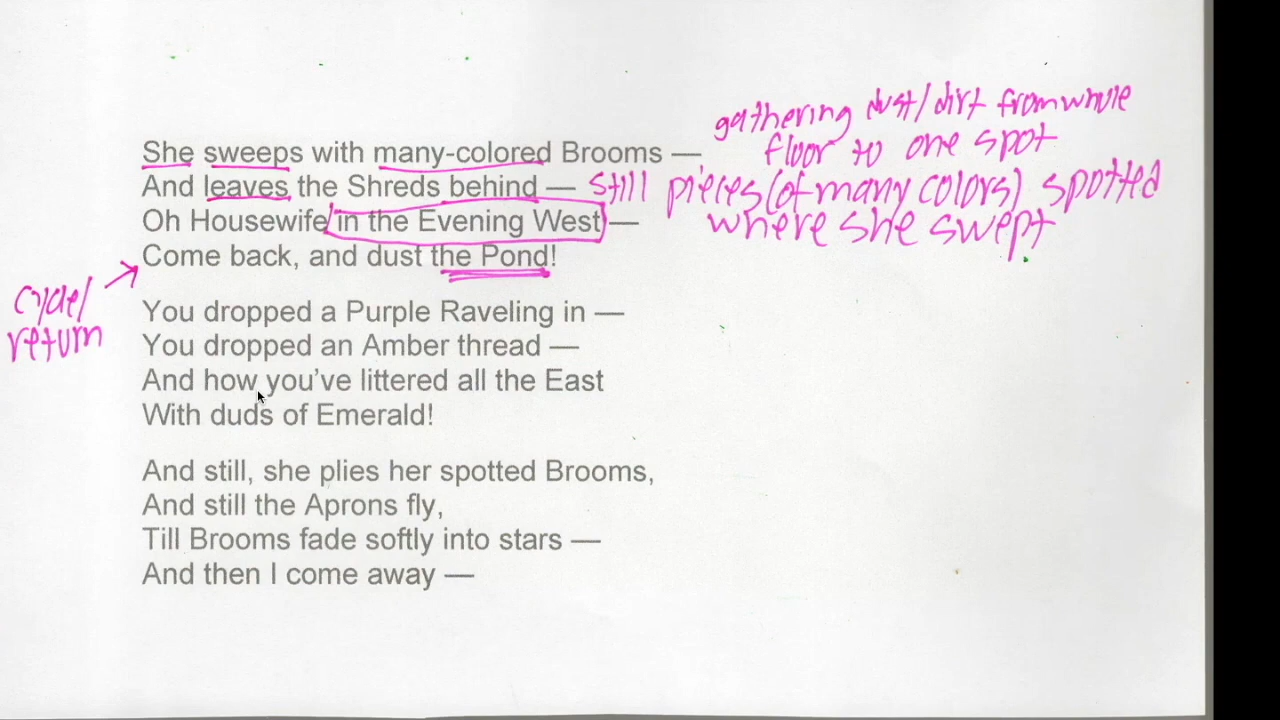 gathering dust/dirt from whole
floor to one spot
She sweeps with many-colored Brooms —
And leaves the Shreds behind — still pieces (of many colors) spotted
where she swept
Oh Housewife in the Evening West —
Come back, and dust the Pond!
cycle/
return
You dropped a Purple Raveling in —
You dropped an Amber thread —
And how you've littered all the East
With duds of Emerald!
And still, she plies her spotted Brooms,
And still the Aprons fly,
Till Brooms fade softly into stars —
And then I come away —